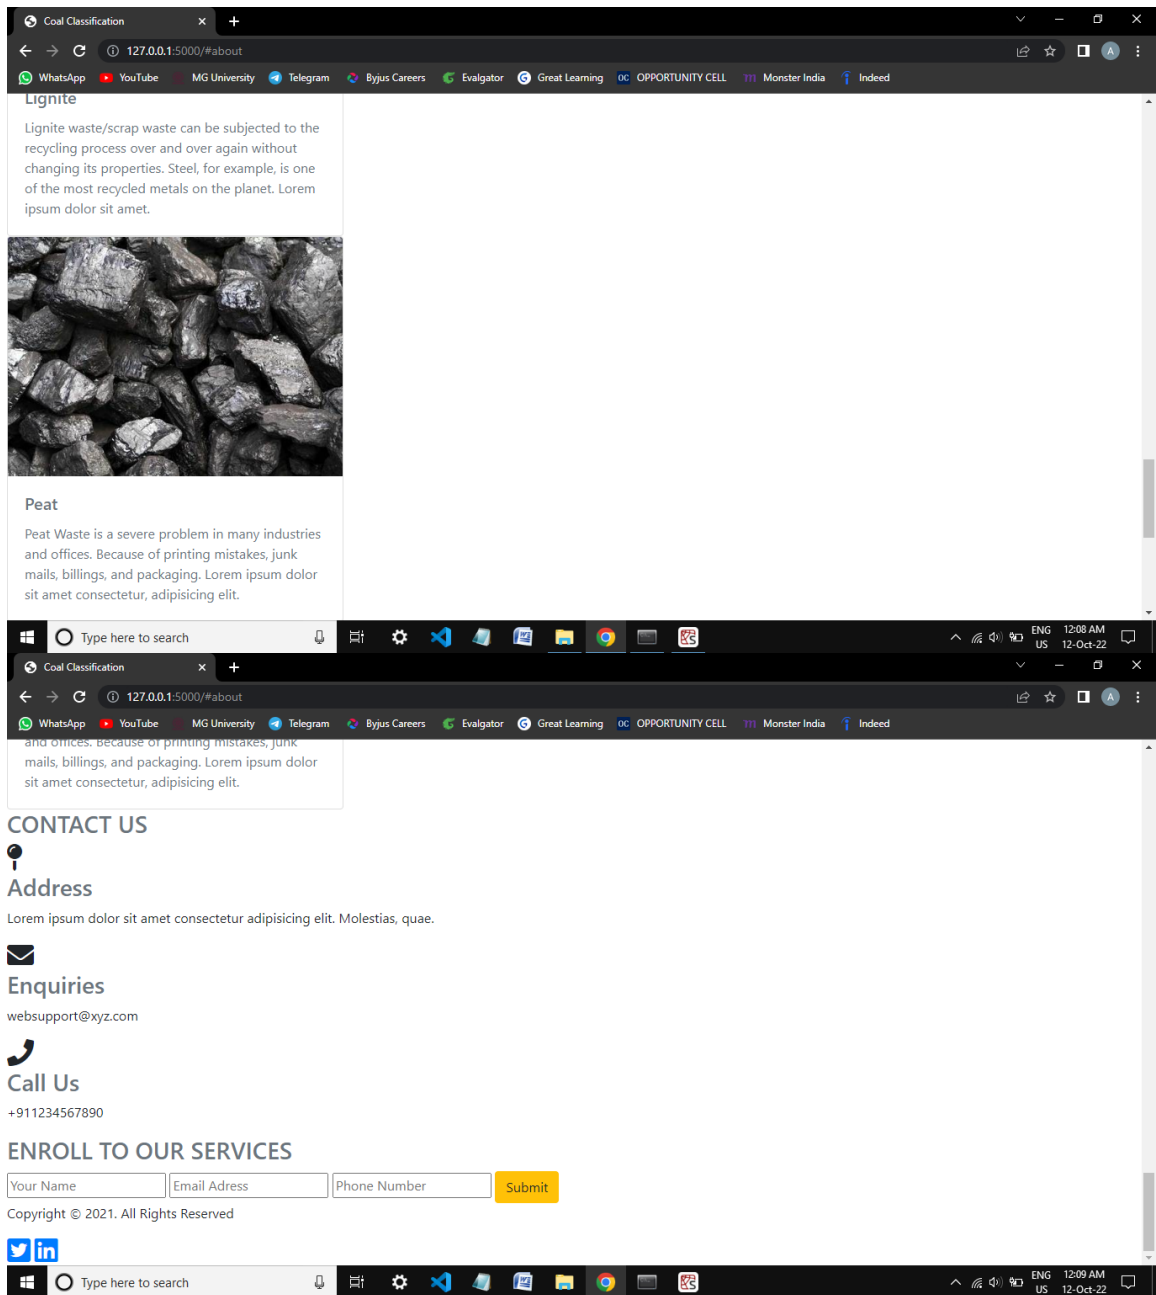 Coal Classification
127.0.0.1:5000/#about
WhatsApp YouTube MG University Telegram Byjus Careers Evalgator Great Learning OC OPPORTUNITY CELL Monster India Indeed
Lignite
Lignite waste/scrap waste can be subjected to the
recycling process over and over again without
changing its properties. Steel, for example, is one
of the most recycled metals on the planet. Lorem
ipsum dolor sit amet.
Peat
Peat Waste is a severe problem in many industries
and offices. Because of printing mistakes, junk
mails, billings, and packaging. Lorem ipsum dolor
sit amet consectetur, adipisicing elit.
Type here to search
ENG 12:08 AM
US 12-Oct-22
Coal Classification
127.0.0.1:5000/#about
WhatsApp YouTube MG University Telegram Byjus Careers Evalgator Great Learning OC OPPORTUNITY CELL Monster India Indeed
and offices. Because of printing mistakes, junk
mails, billings, and packaging. Lorem ipsum dolor
sit amet consectetur, adipisicing elit.
CONTACT US
Address
Lorem ipsum dolor sit amet consectetur adipisicing elit. Molestias, quae.
Enquiries
websupport@xyz.com
Call Us
+911234567890
ENROLL TO OUR SERVICES
Your Name Email Adress Phone Number Submit
Copyright © 2021. All Rights Reserved
Type here to search
ENG 12:09 AM
US 12-Oct-22